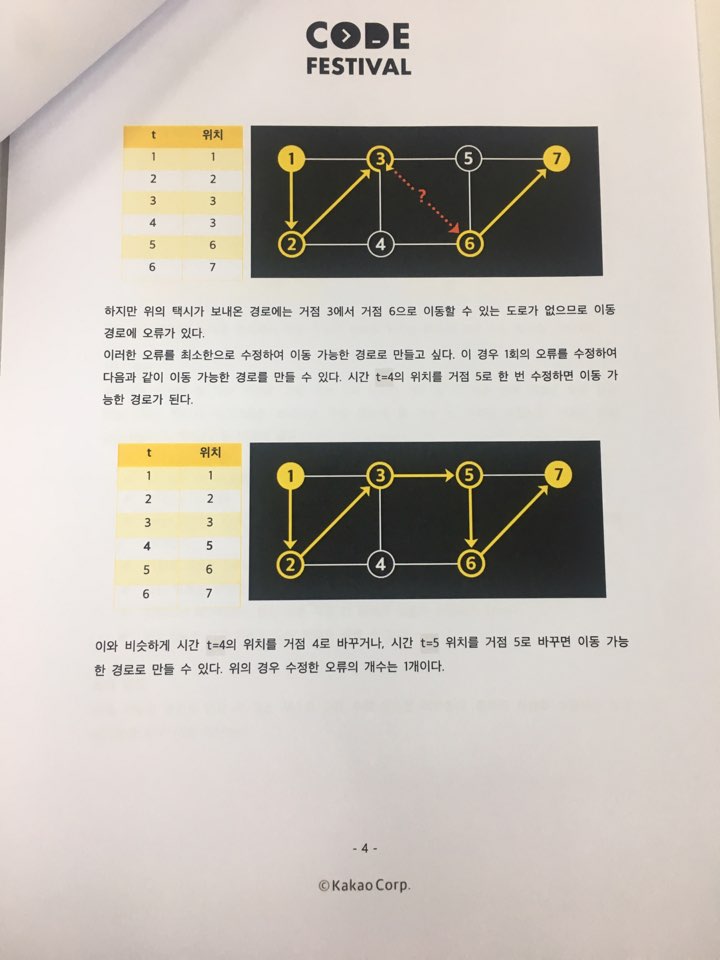 CODE
FESTIVAL
t 위치
1 1
2 2
3 3
4 3
5 6
6 7
1 3 5 7
?
2 4 6
하지만 위의 택시가 보내온 경로에는 거점 3에서 거점 6으로 이동할 수 있는 도로가 없으므로 이동
경로에 오류가 있다.
이러한 오류를 최소한으로 수정하여 이동 가능한 경로로 만들고 싶다. 이 경우 1회의 오류를 수정하여
다음과 같이 이동 가능한 경로를 만들 수 있다. 시간 t=4의 위치를 거점 5로 한 번 수정하면 이동 가
능한 경로가 된다.
t 위치
1 1
2 2
3 3
4 5
5 6
6 7
1 3 5 7
2 4 6
이와 비슷하게 시간 t=4의 위치를 거점 4로 바꾸거나, 시간 t=5 위치를 거점 5로 바꾸면 이동 가능
한 경로로 만들 수 있다. 위의 경우 수정한 오류의 개수는 1개이다.
- 4 -
©Kakao Corp.